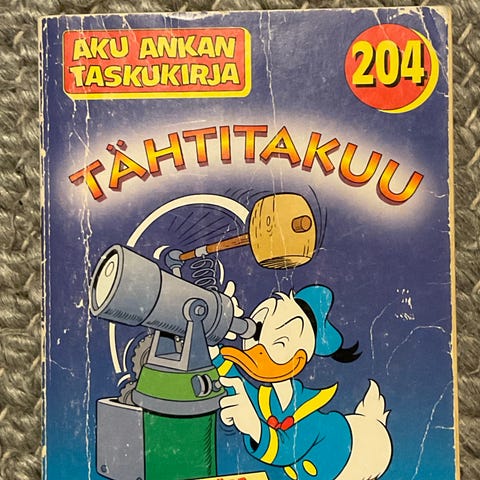 AKU ANKAN
TASKUKIRJA
204
TÄHTITAKUU